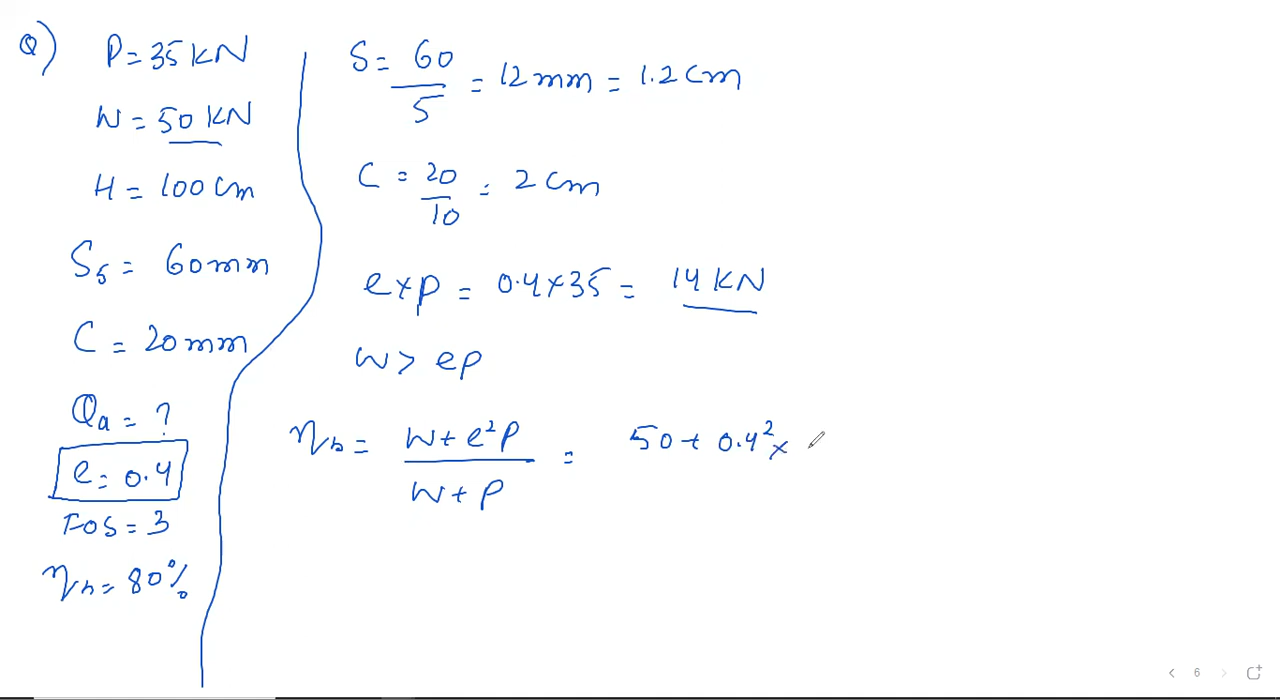 Q)
P = 35 KN
W = 50 KN
H = 100 cm
S5 = 60 mm
C = 20 mm
Qa = ?
e = 0.4
FOS = 3
ηh = 80%
S = 60/5 = 12 mm = 1.2 cm
C = 20/10 = 2 cm
e × P = 0.4 × 35 = 14 KN
W > eP
ηb = (W + e²P)/(W + P) = 50 + 0.4² ×
6